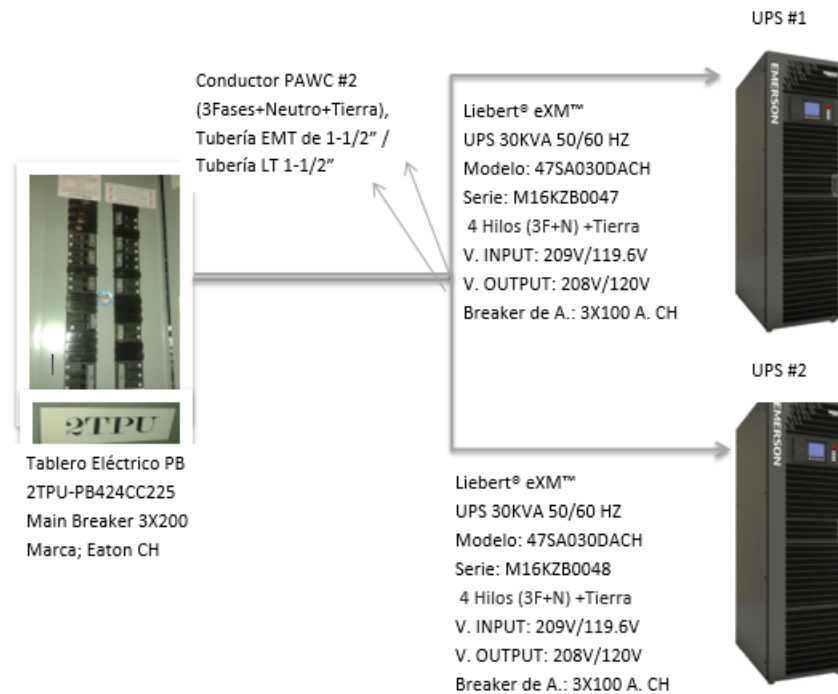 UPS #1
Conductor PAWC #2
(3Fases+Neutro+Tierra),
Tubería EMT de 1-1/2” /
Tubería LT 1-1/2”
EMERSON
Liebert® eXM™
UPS 30KVA 50/60 HZ
Modelo: 47SA030DACH
Serie: M16KZB0047
4 Hilos (3F+N) +Tierra
V. INPUT: 209V/119.6V
V. OUTPUT: 208V/120V
Breaker de A.: 3X100 A. CH
2TPU
Tablero Eléctrico PB
2TPU-PB424CC225
Main Breaker 3X200
Marca; Eaton CH
UPS #2
EMERSON
Liebert® eXM™
UPS 30KVA 50/60 HZ
Modelo: 47SA030DACH
Serie: M16KZB0048
4 Hilos (3F+N) +Tierra
V. INPUT: 209V/119.6V
V. OUTPUT: 208V/120V
Breaker de A.: 3X100 A. CH